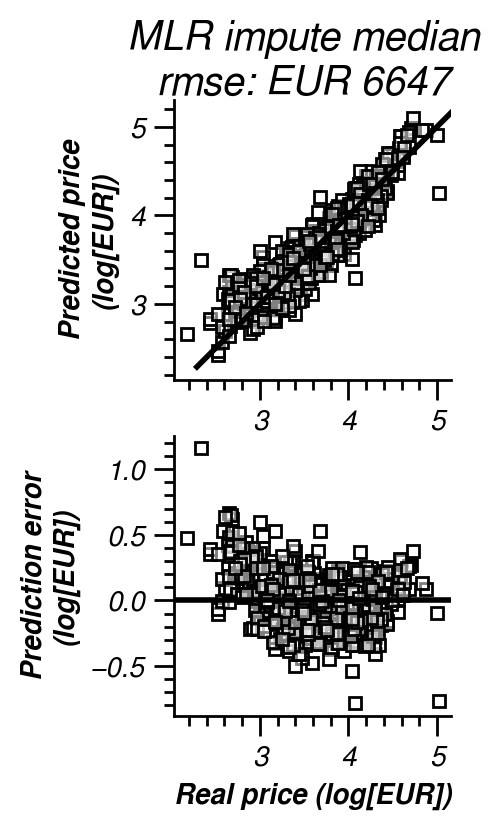 MLR impute median
rmse: EUR 6647
Predicted price
(log[EUR])
5
4
3
3
4
5
Prediction error
(log[EUR])
1.0
0.5
0.0
−0.5
3
4
5
Real price (log[EUR])